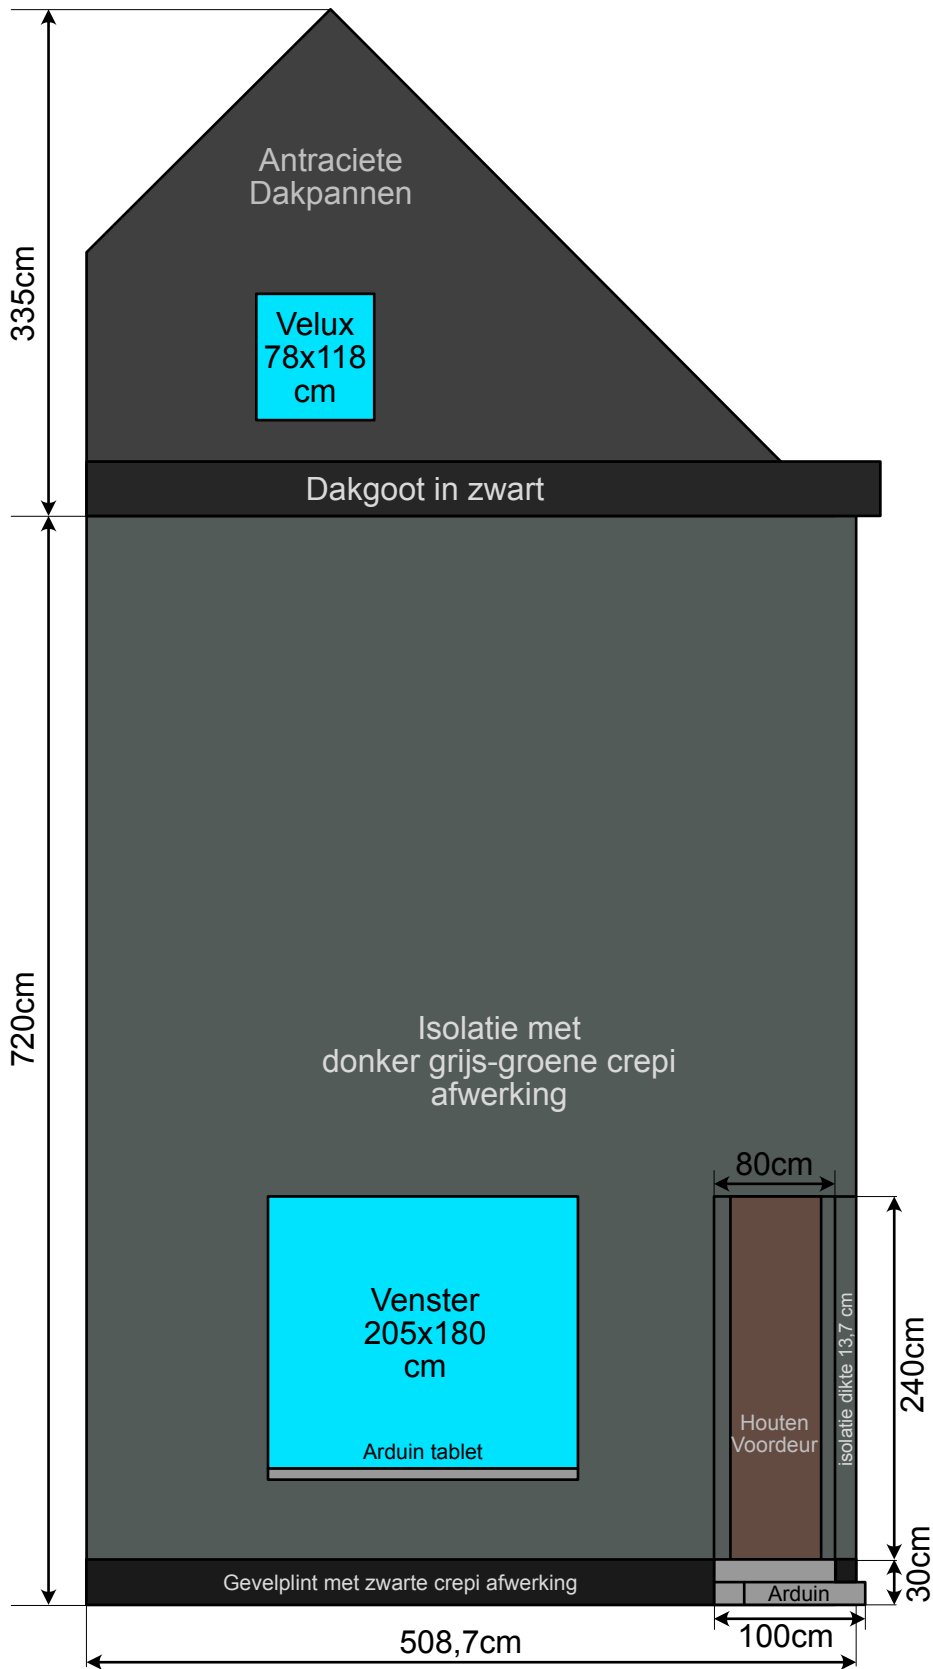 Antraciete
Dakpannen
335cm
Velux
78x118
cm
Dakgoot in zwart
720cm
Isolatie met
donker grijs-groene crepi
afwerking
80cm
Venster
205x180
cm
Arduin tablet
Houten
Voordeur
isolatie dikte 13,7 cm
240cm
Gevelplint met zwarte crepi afwerking
Arduin
30cm
508,7cm
100cm